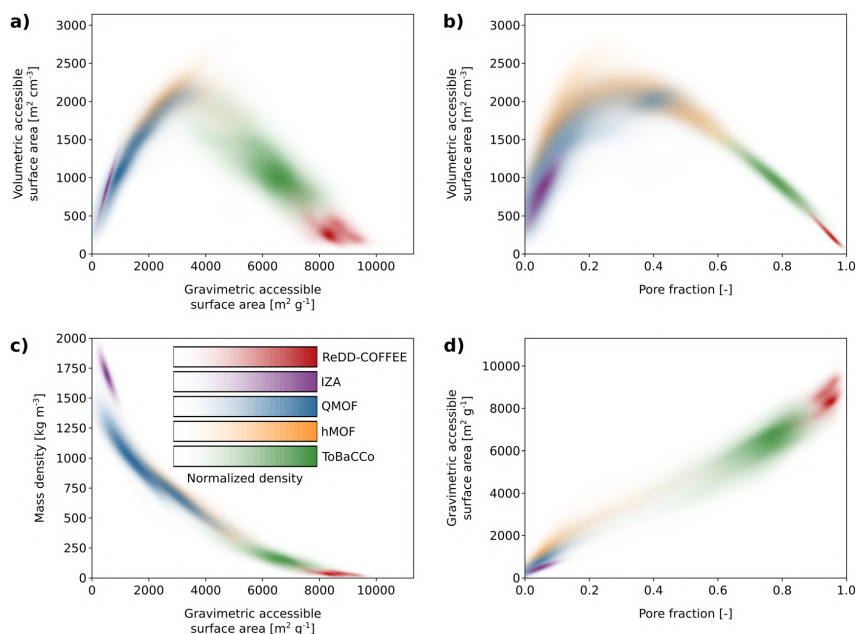 a)
3000
2500
2000
1500
1000
500
0
Volumetric accessible
surface area [m² cm⁻³]
0 2000 4000 6000 8000 10000
Gravimetric accessible
surface area [m² g⁻¹]
b)
3000
2500
2000
1500
1000
500
0
Volumetric accessible
surface area [m² cm⁻³]
0.0 0.2 0.4 0.6 0.8 1.0
Pore fraction [-]
c)
2000
1750
1500
1250
1000
750
500
250
0
Mass density [kg m⁻³]
ReDD-COFFEE
IZA
QMOF
hMOF
ToBaCCo
Normalized density
0 2000 4000 6000 8000 10000
Gravimetric accessible
surface area [m² g⁻¹]
d)
10000
8000
6000
4000
2000
0
Gravimetric accessible
surface area [m² g⁻¹]
0.0 0.2 0.4 0.6 0.8 1.0
Pore fraction [-]